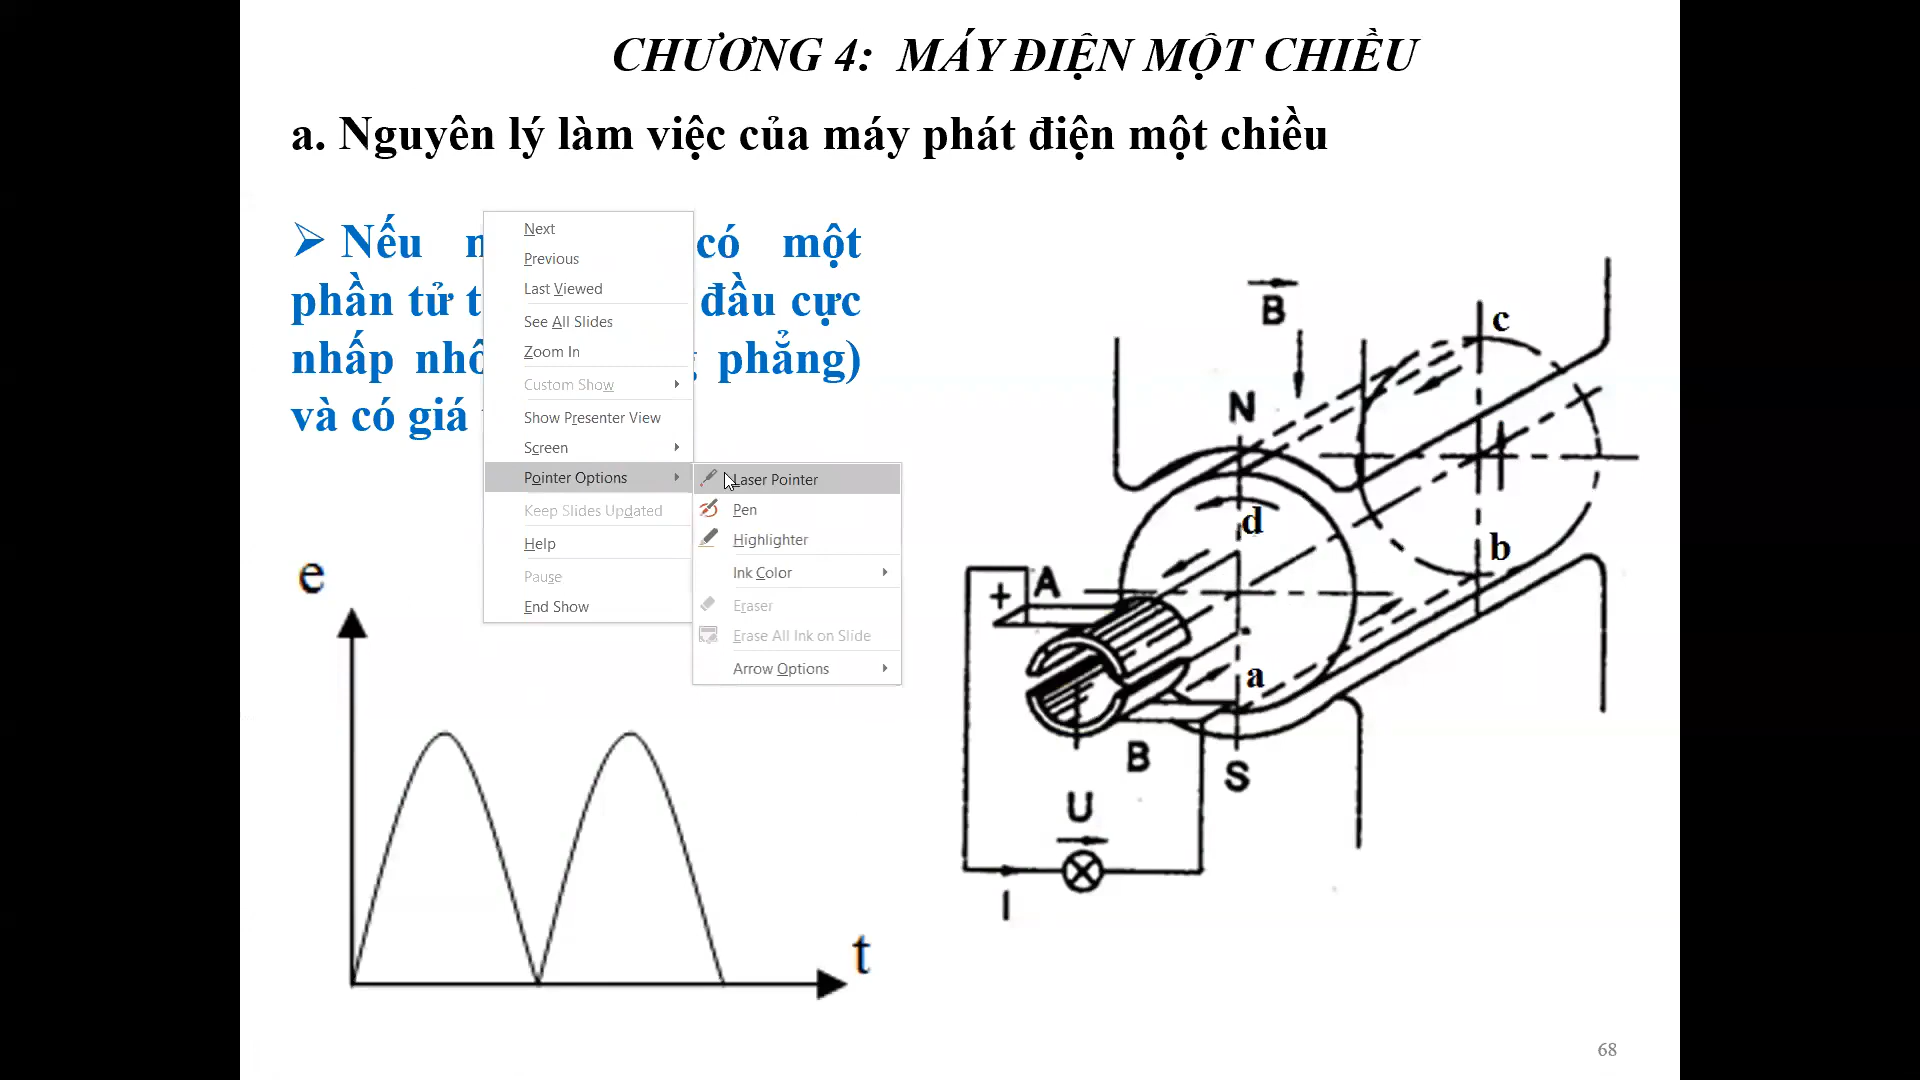 CHƯƠNG 4: MÁY ĐIỆN MỘT CHIỀU
a. Nguyên lý làm việc của máy phát điện một chiều
➢ Nếu có một
phần tử đầu cực
nhấp phẳng)
và có giá
Next
Previous
Last Viewed
See All Slides
Zoom In
Custom Show
Show Presenter View
Screen
Pointer Options
Keep Slides Updated
Help
Pause
End Show
Laser Pointer
Pen
Highlighter
Ink Color
Eraser
Erase All Ink on Slide
Arrow Options
e
t
B
c
N
d
b
+ A
a
B
S
U
I
68